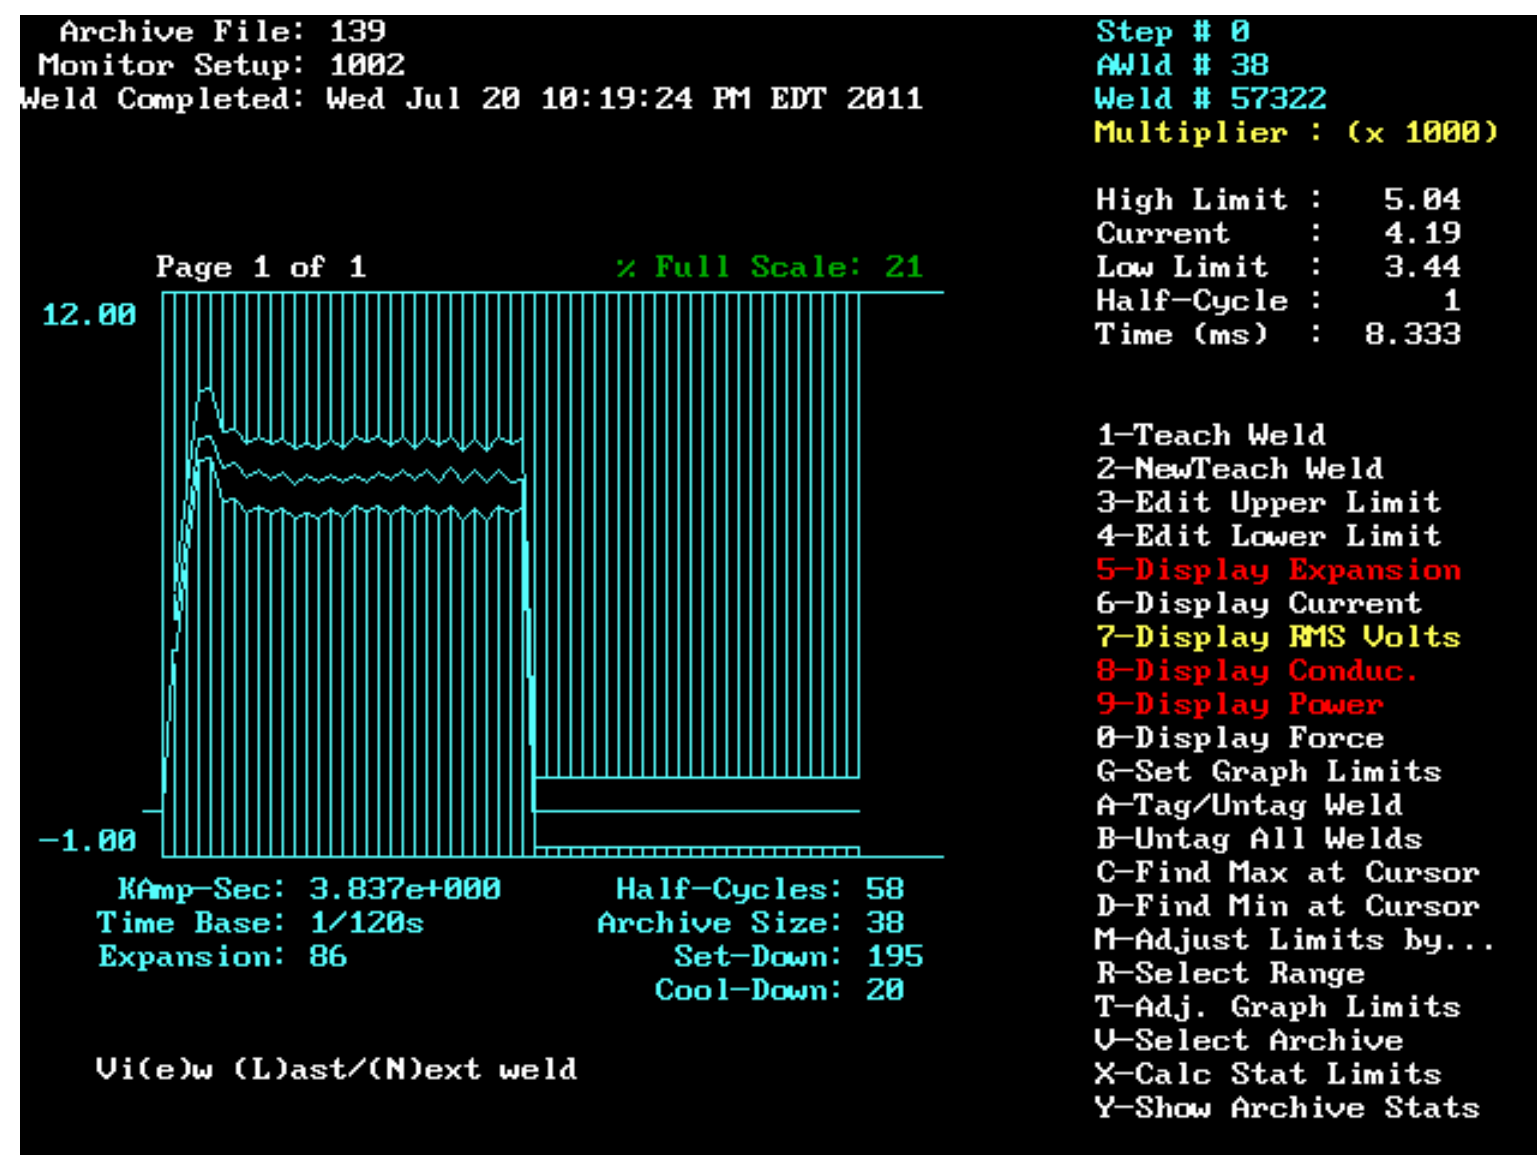 Archive File: 139
Monitor Setup: 1002
Weld Completed: Wed Jul 20 10:19:24 PM EDT 2011
Step # 0
AWld # 38
Weld # 57322
Multiplier : (x 1000)
High Limit : 5.04
Current : 4.19
Low Limit : 3.44
Half-Cycle : 1
Time (ms) : 8.333
Page 1 of 1
% Full Scale: 21
12.00
-1.00
KAmp-Sec: 3.837e+000
Time Base: 1/120s
Expansion: 86
Half-Cycles: 58
Archive Size: 38
Set-Down: 195
Cool-Down: 20
Vi(e)w (L)ast/(N)ext weld
1-Teach Weld
2-NewTeach Weld
3-Edit Upper Limit
4-Edit Lower Limit
5-Display Expansion
6-Display Current
7-Display RMS Volts
8-Display Conduc.
9-Display Power
0-Display Force
G-Set Graph Limits
A-Tag/Untag Weld
B-Untag All Welds
C-Find Max at Cursor
D-Find Min at Cursor
M-Adjust Limits by...
R-Select Range
T-Adj. Graph Limits
V-Select Archive
X-Calc Stat Limits
Y-Show Archive Stats